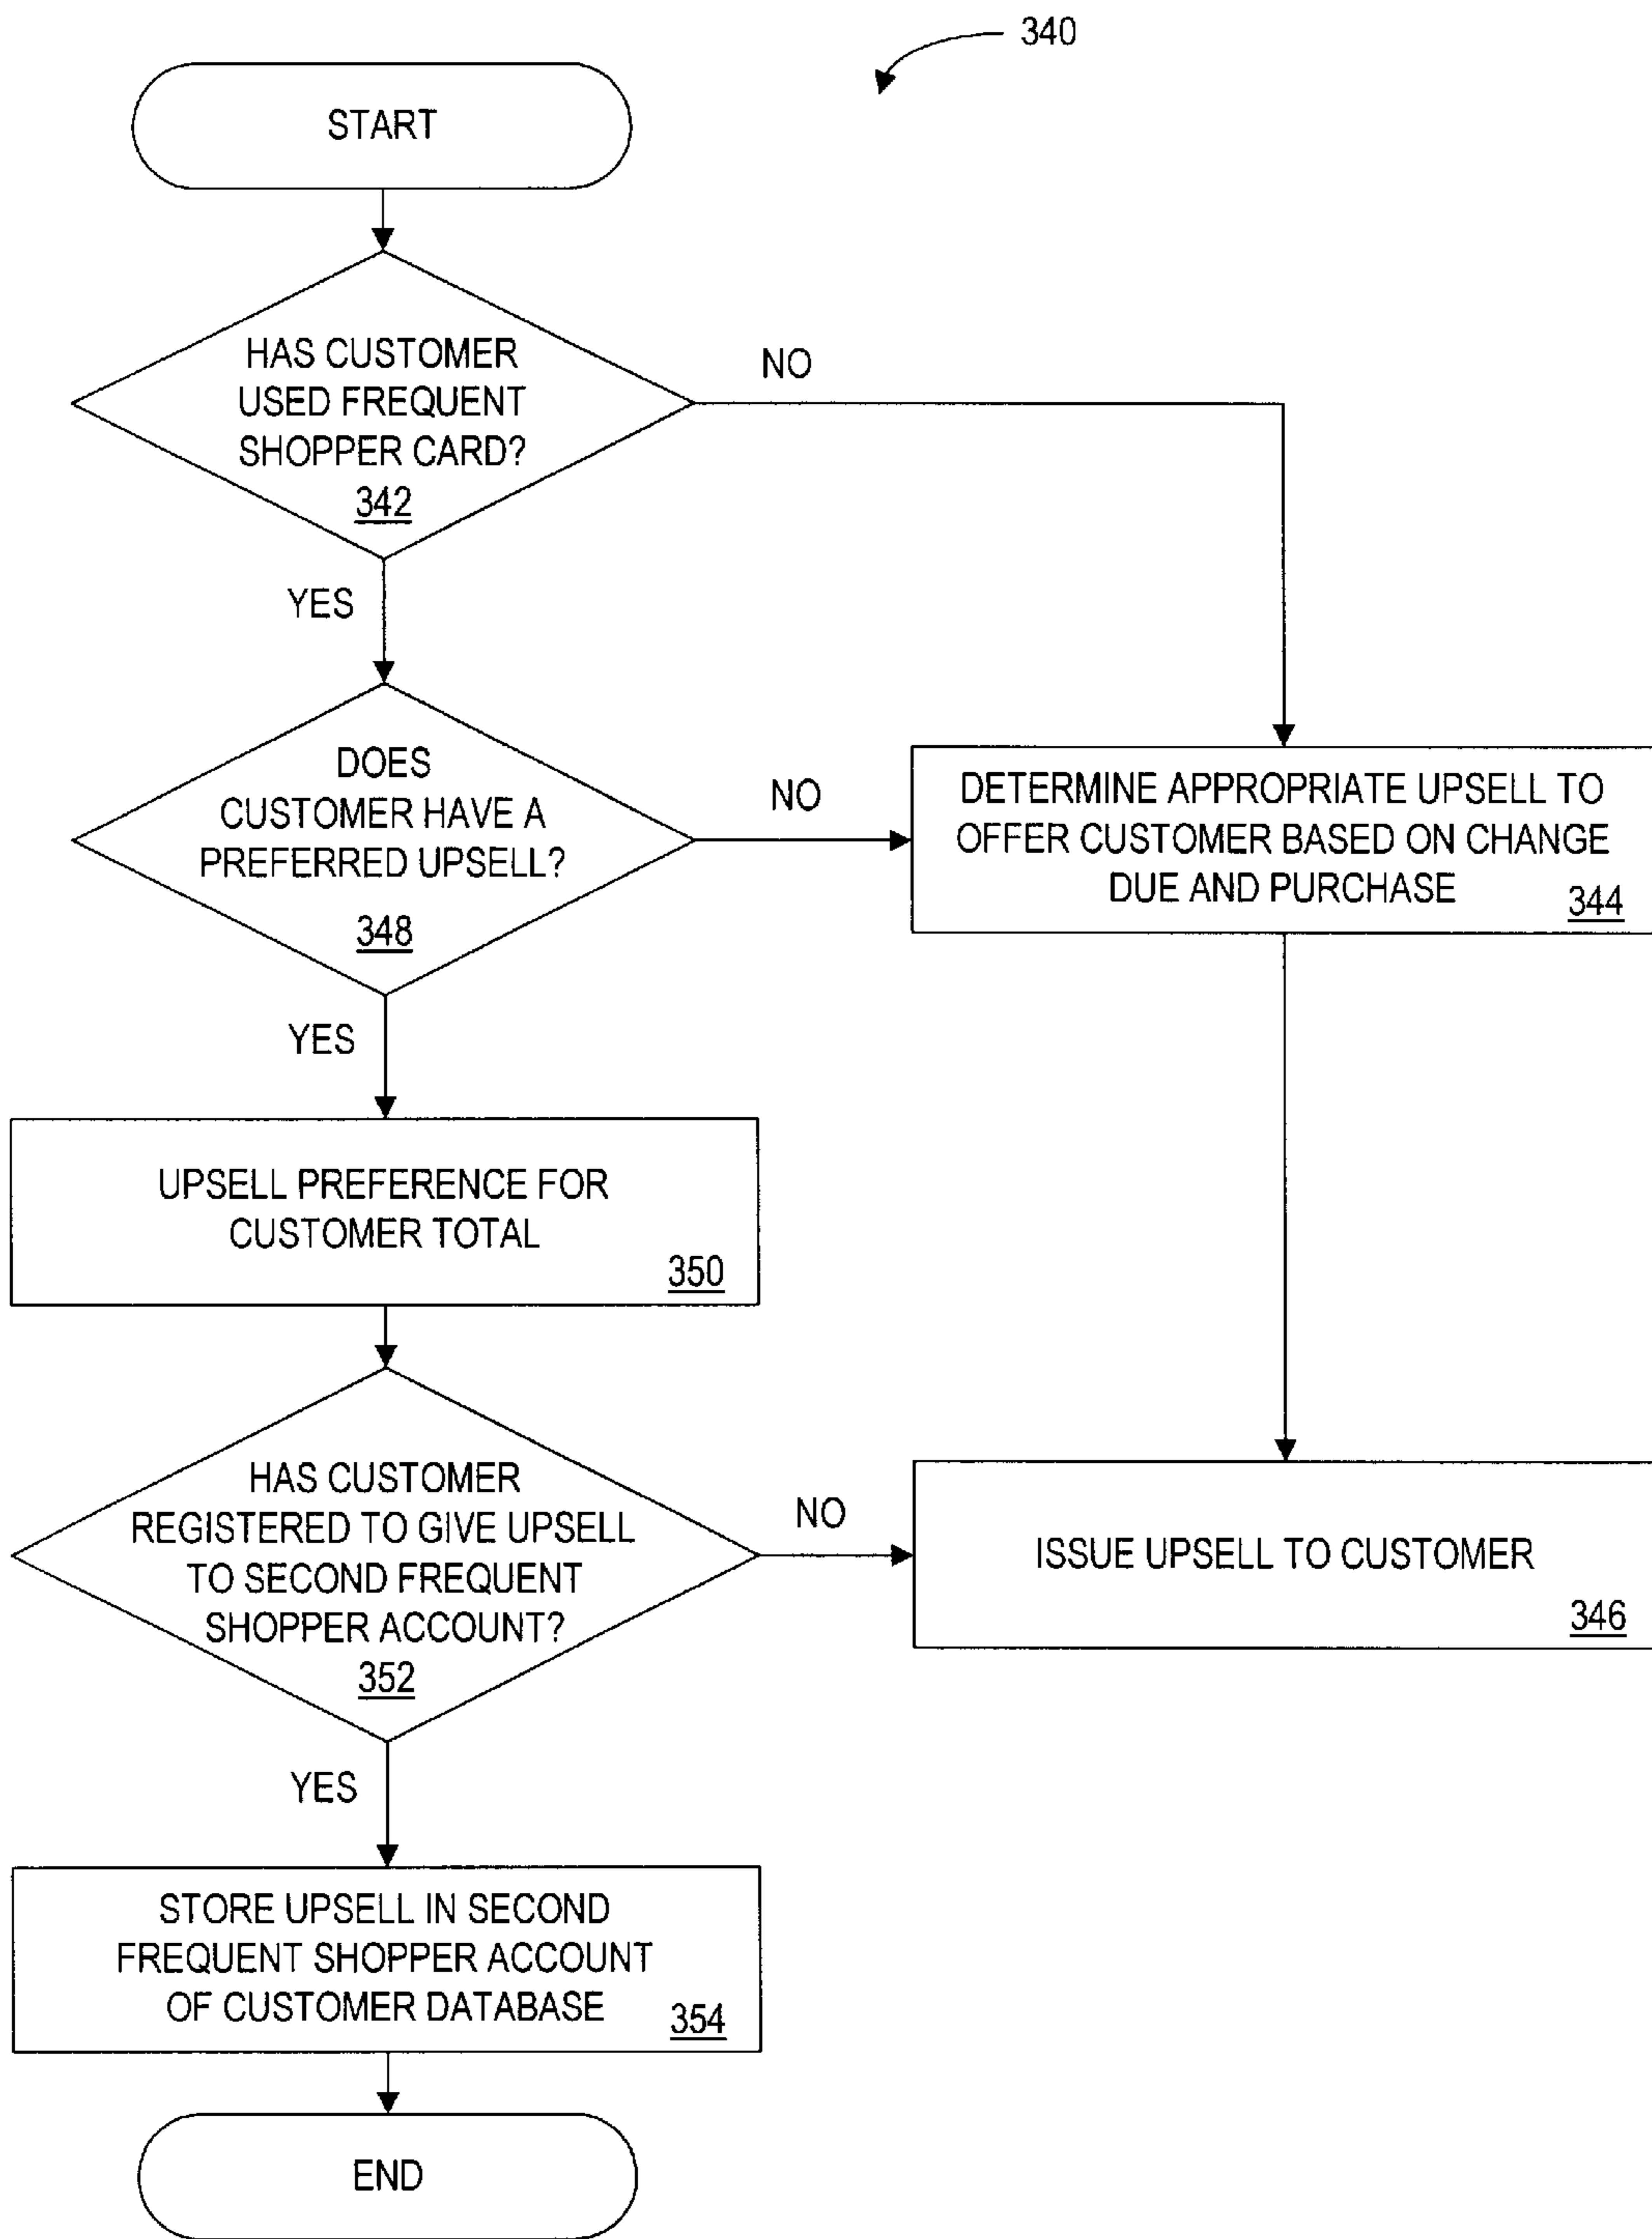 340
START
HAS CUSTOMER
USED FREQUENT
SHOPPER CARD?
342
NO
YES
DOES
CUSTOMER HAVE A
PREFERRED UPSELL?
348
NO
DETERMINE APPROPRIATE UPSELL TO
OFFER CUSTOMER BASED ON CHANGE
DUE AND PURCHASE
344
YES
UPSELL PREFERENCE FOR
CUSTOMER TOTAL
350
HAS CUSTOMER
REGISTERED TO GIVE UPSELL
TO SECOND FREQUENT
SHOPPER ACCOUNT?
352
NO
ISSUE UPSELL TO CUSTOMER
346
YES
STORE UPSELL IN SECOND
FREQUENT SHOPPER ACCOUNT
OF CUSTOMER DATABASE
354
END